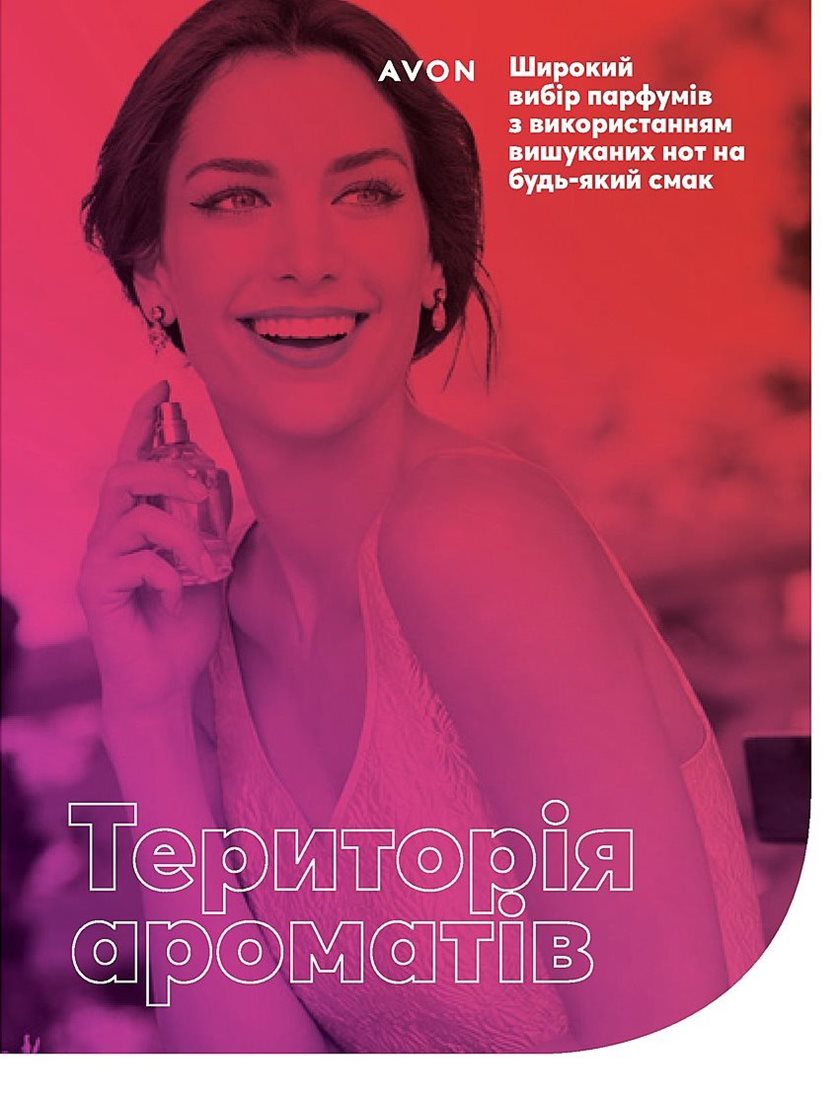 AVON
Широкий
вибір парфумів
з використанням
вишуканих нот на
будь-який смак
Територія
ароматів